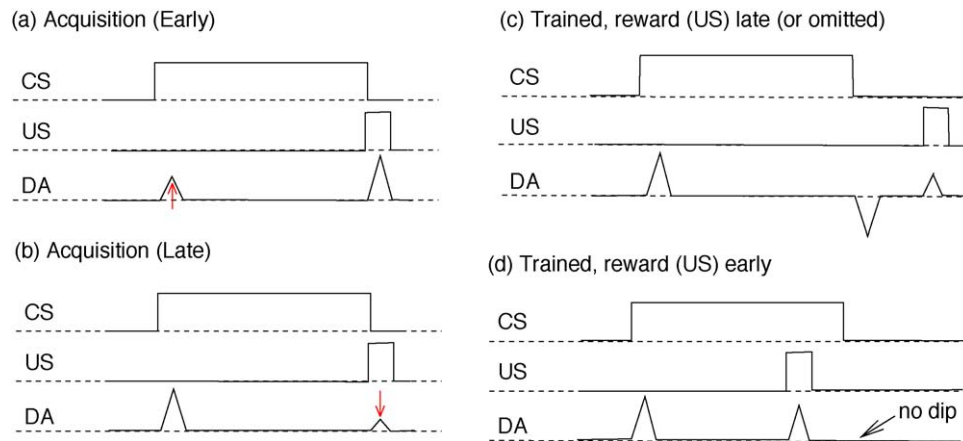 (a) Acquisition (Early)
CS
US
DA
(b) Acquisition (Late)
CS
US
DA
(c) Trained, reward (US) late (or omitted)
CS
US
DA
(d) Trained, reward (US) early
CS
US
DA
no dip